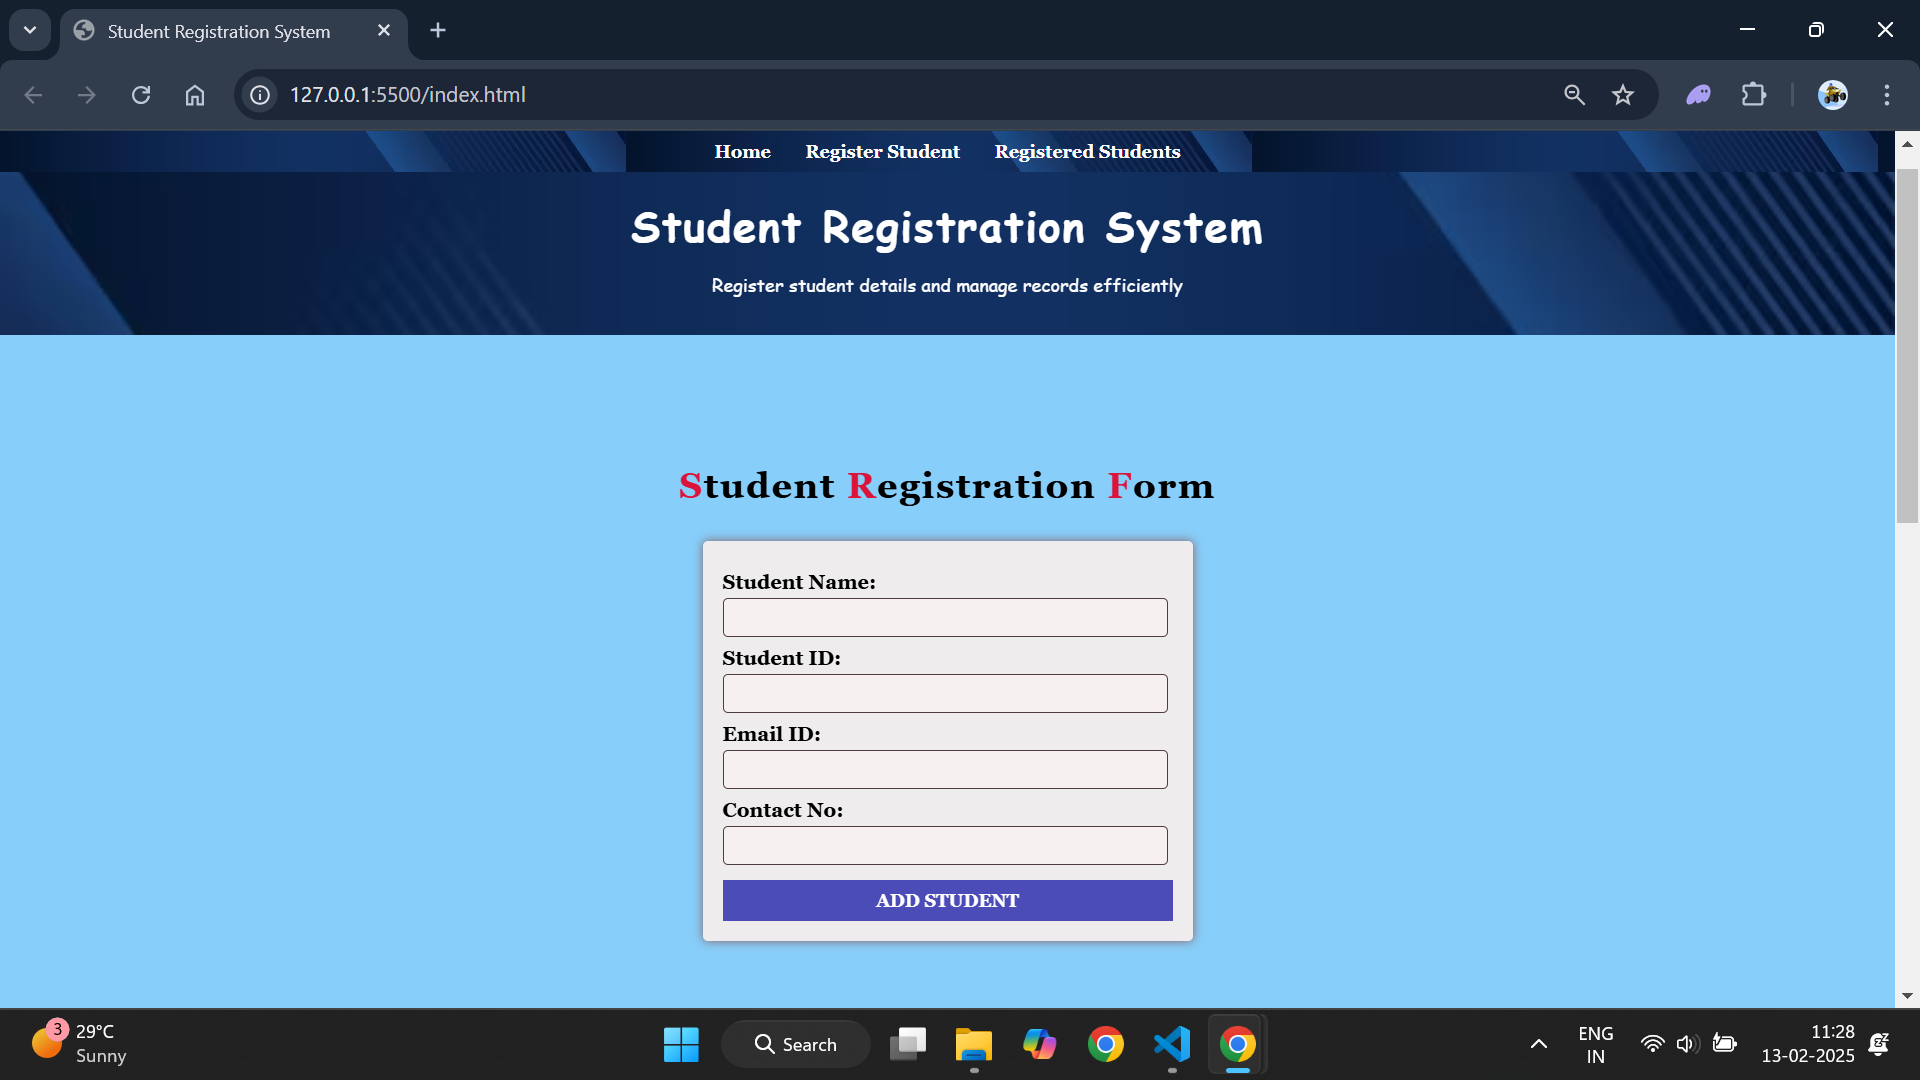 Student Registration System
127.0.0.1:5500/index.html
Home Register Student Registered Students
Student Registration System
Register student details and manage records efficiently
Student Registration Form
Student Name:
Student ID:
Email ID:
Contact No:
ADD STUDENT
3
29°C
Sunny
Search
ENG
IN
11:28
13-02-2025